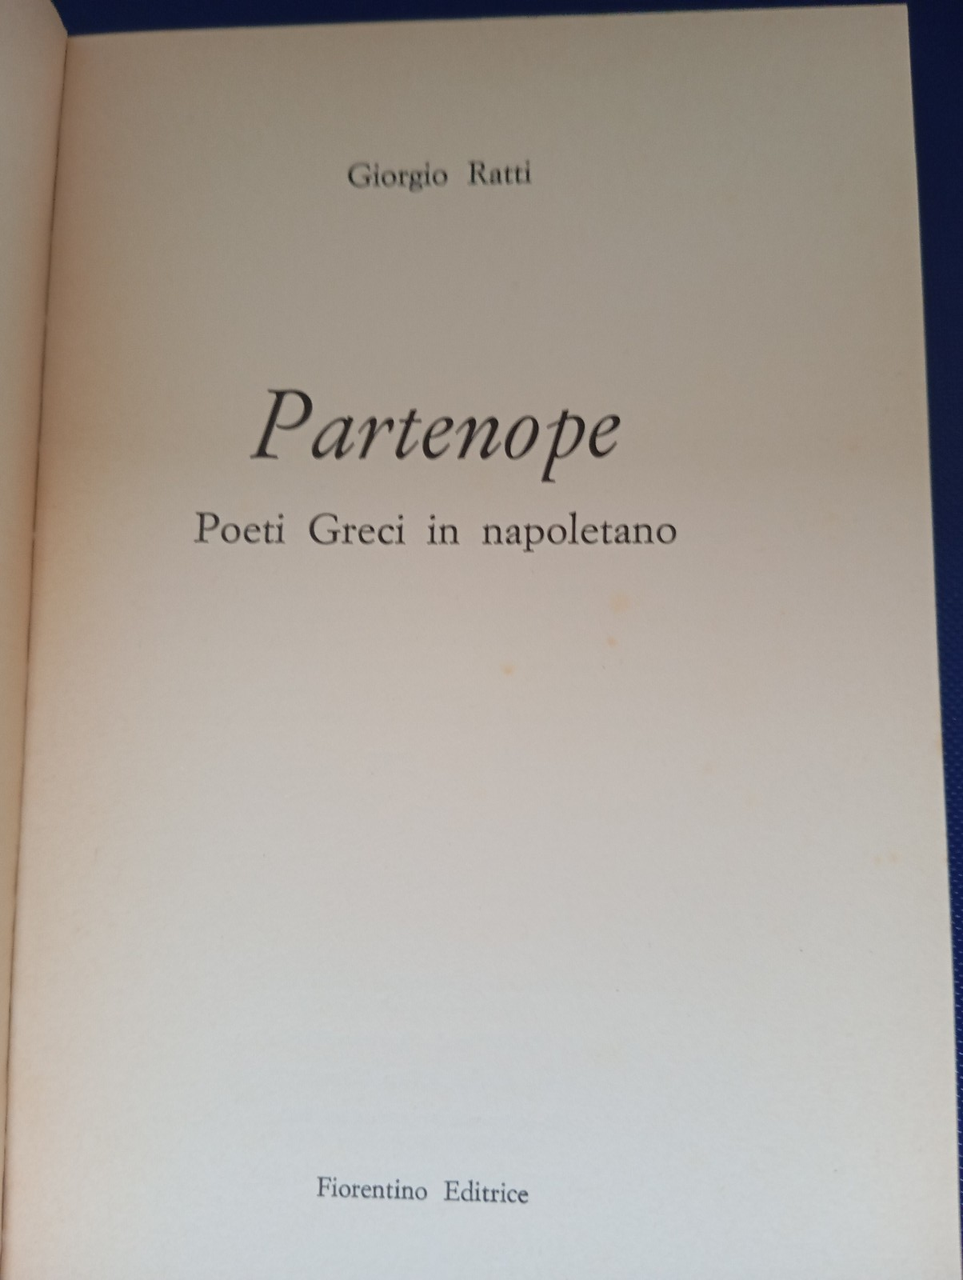 Giorgio Ratti
Partenope
Poeti Greci in napoletano
Fiorentino Editrice